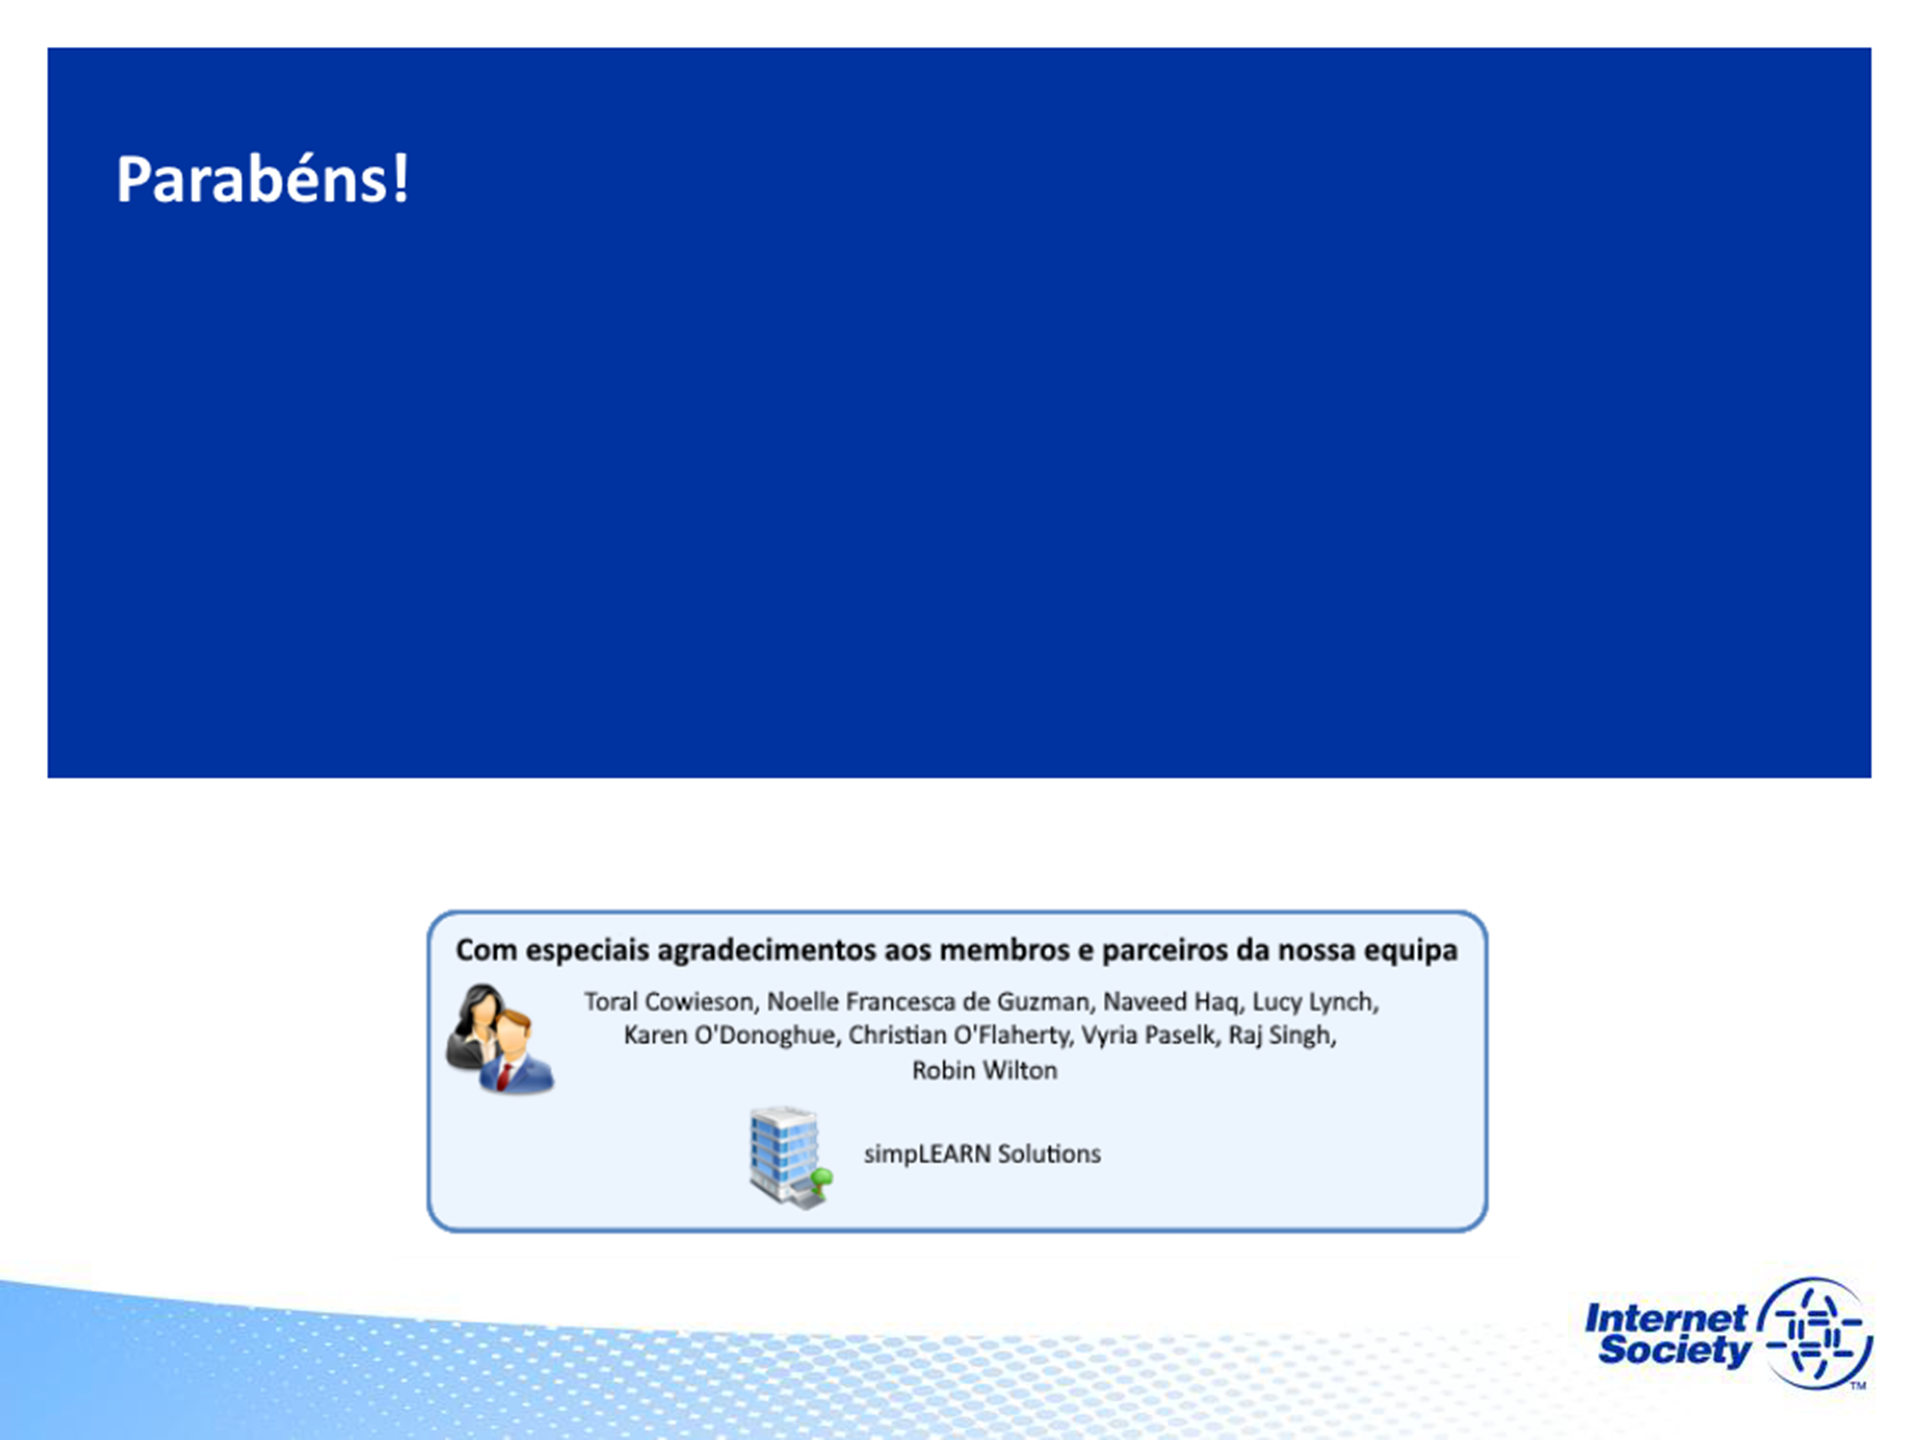 Parabéns!
Com especiais agradecimentos aos membros e parceiros da nossa equipa
Toral Cowieson, Noelle Francesca de Guzman, Naveed Haq, Lucy Lynch,
Karen O'Donoghue, Christian O'Flaherty, Vyria Paselk, Raj Singh,
Robin Wilton
simpLEARN Solutions
Internet
Society
TM